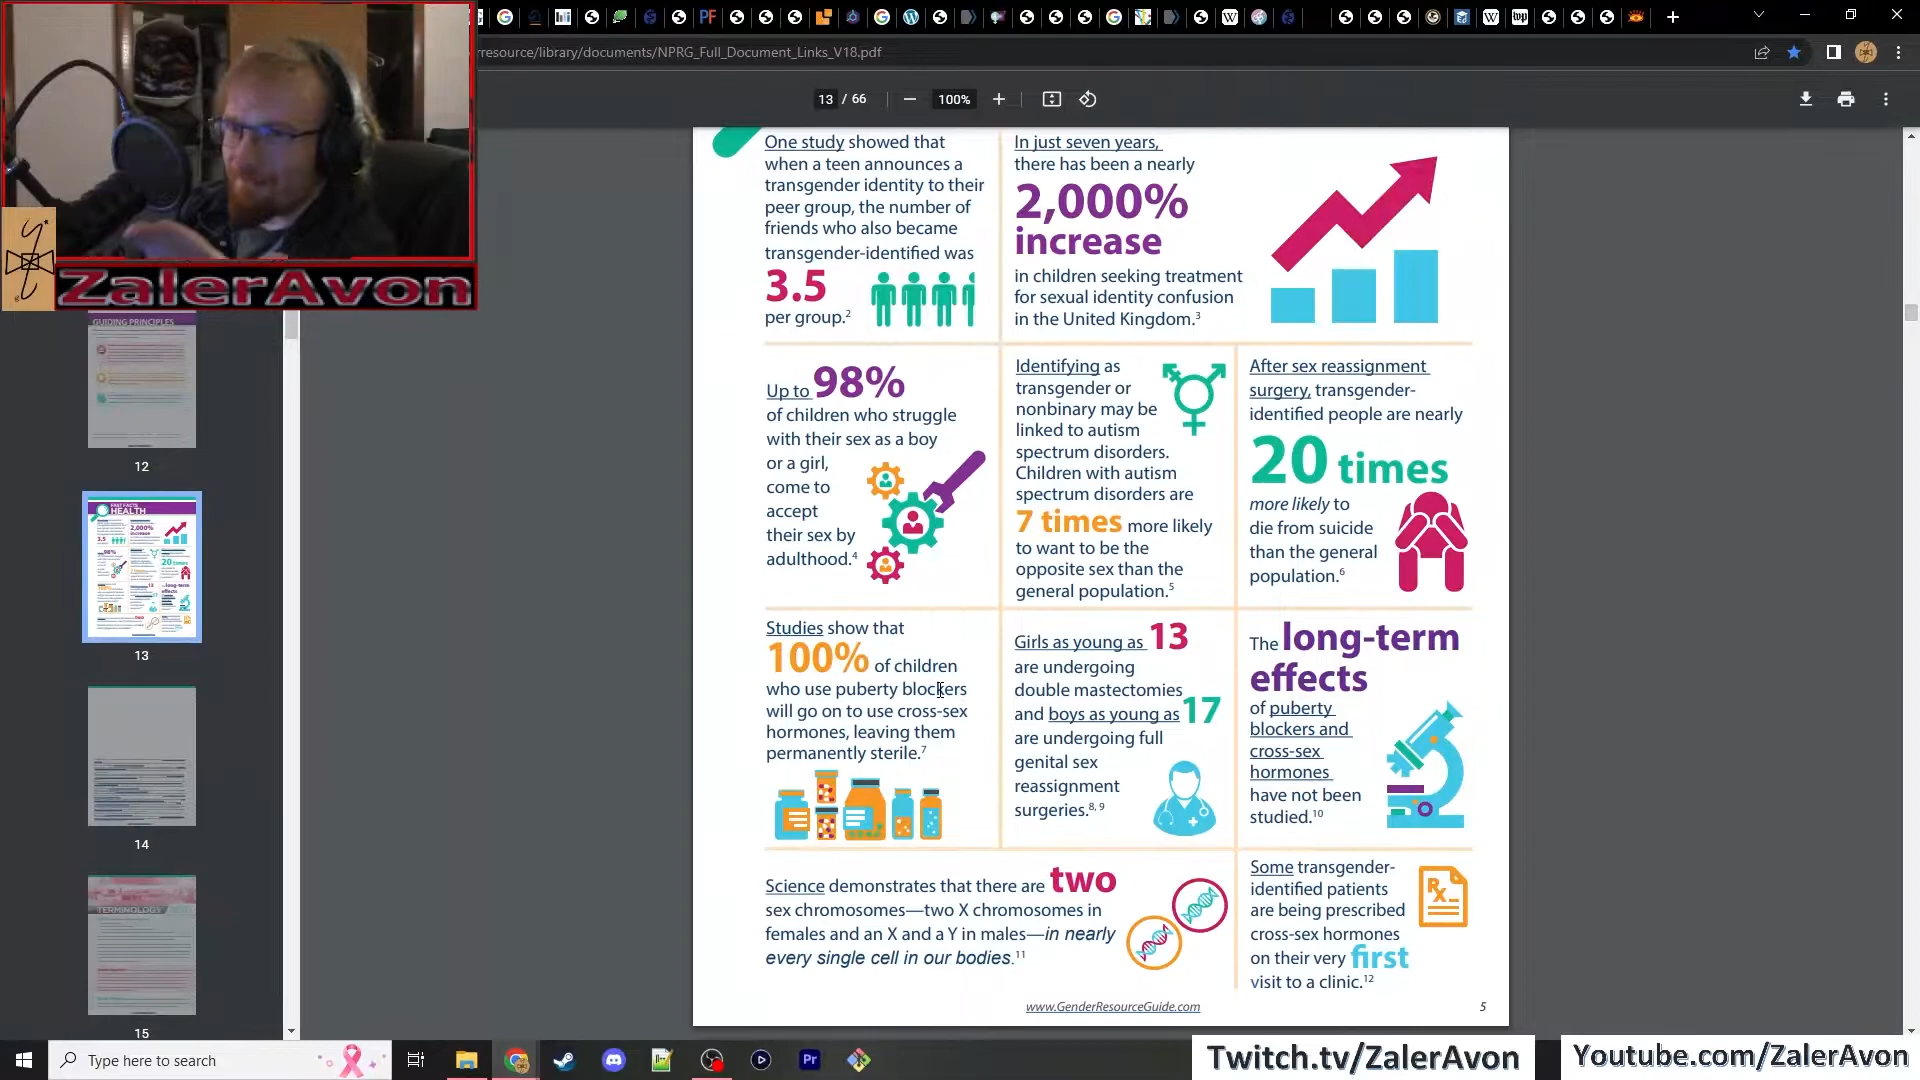 rresource/library/documents/NPRG_Full_Document_Links_V18.pdf
13 / 66
100%
ZalerAvon
GUIDING PRINCIPLES
12
FAST FACTS:
HEALTH
13
14
TERMINOLOGY
15
One study showed that
when a teen announces a
transgender identity to their
peer group, the number of
friends who also became
transgender-identified was
3.5
per group.2
In just seven years,
there has been a nearly
2,000%
increase
in children seeking treatment
for sexual identity confusion
in the United Kingdom.3
Up to 98%
of children who struggle
with their sex as a boy
or a girl,
come to
accept
their sex by
adulthood.4
Identifying as
transgender or
nonbinary may be
linked to autism
spectrum disorders.
Children with autism
spectrum disorders are
7 times more likely
to want to be the
opposite sex than the
general population.5
After sex reassignment
surgery, transgender-
identified people are nearly
20 times
more likely to
die from suicide
than the general
population.6
Studies show that
100% of children
who use puberty blockers
will go on to use cross-sex
hormones, leaving them
permanently sterile.7
Girls as young as 13
are undergoing
double mastectomies
and boys as young as 17
are undergoing full
genital sex
reassignment
surgeries.8, 9
The long-term
effects
of puberty
blockers and
cross-sex
hormones
have not been
studied.10
Science demonstrates that there are two
sex chromosomes—two X chromosomes in
females and an X and a Y in males—in nearly
every single cell in our bodies.11
Some transgender-
identified patients
are being prescribed
cross-sex hormones
on their very first
visit to a clinic.12
www.GenderResourceGuide.com
5
Type here to search
Twitch.tv/ZalerAvon
Youtube.com/ZalerAvon